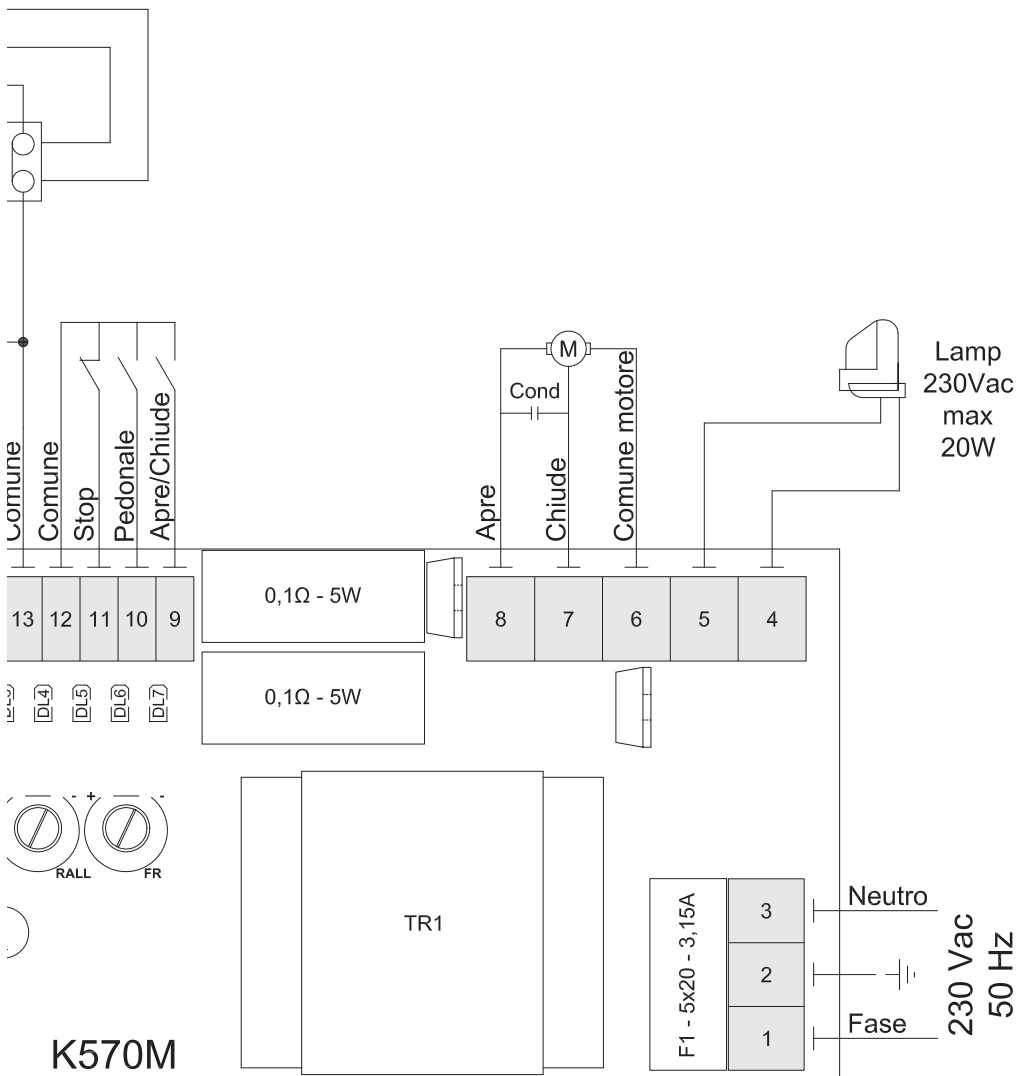 Lamp
230Vac
max
20W
M
Cond
Comune
Comune
Stop
Pedonale
Apre/Chiude
Apre
Chiude
Comune motore
13 12 11 10 9
0,1Ω - 5W
8 7 6 5 4
DL4 DL5 DL6 DL7
0,1Ω - 5W
- + -
RALL FR
TR1
F1 - 5x20 - 3,15A
3 Neutro
2
1 Fase
230 Vac
50 Hz
K570M